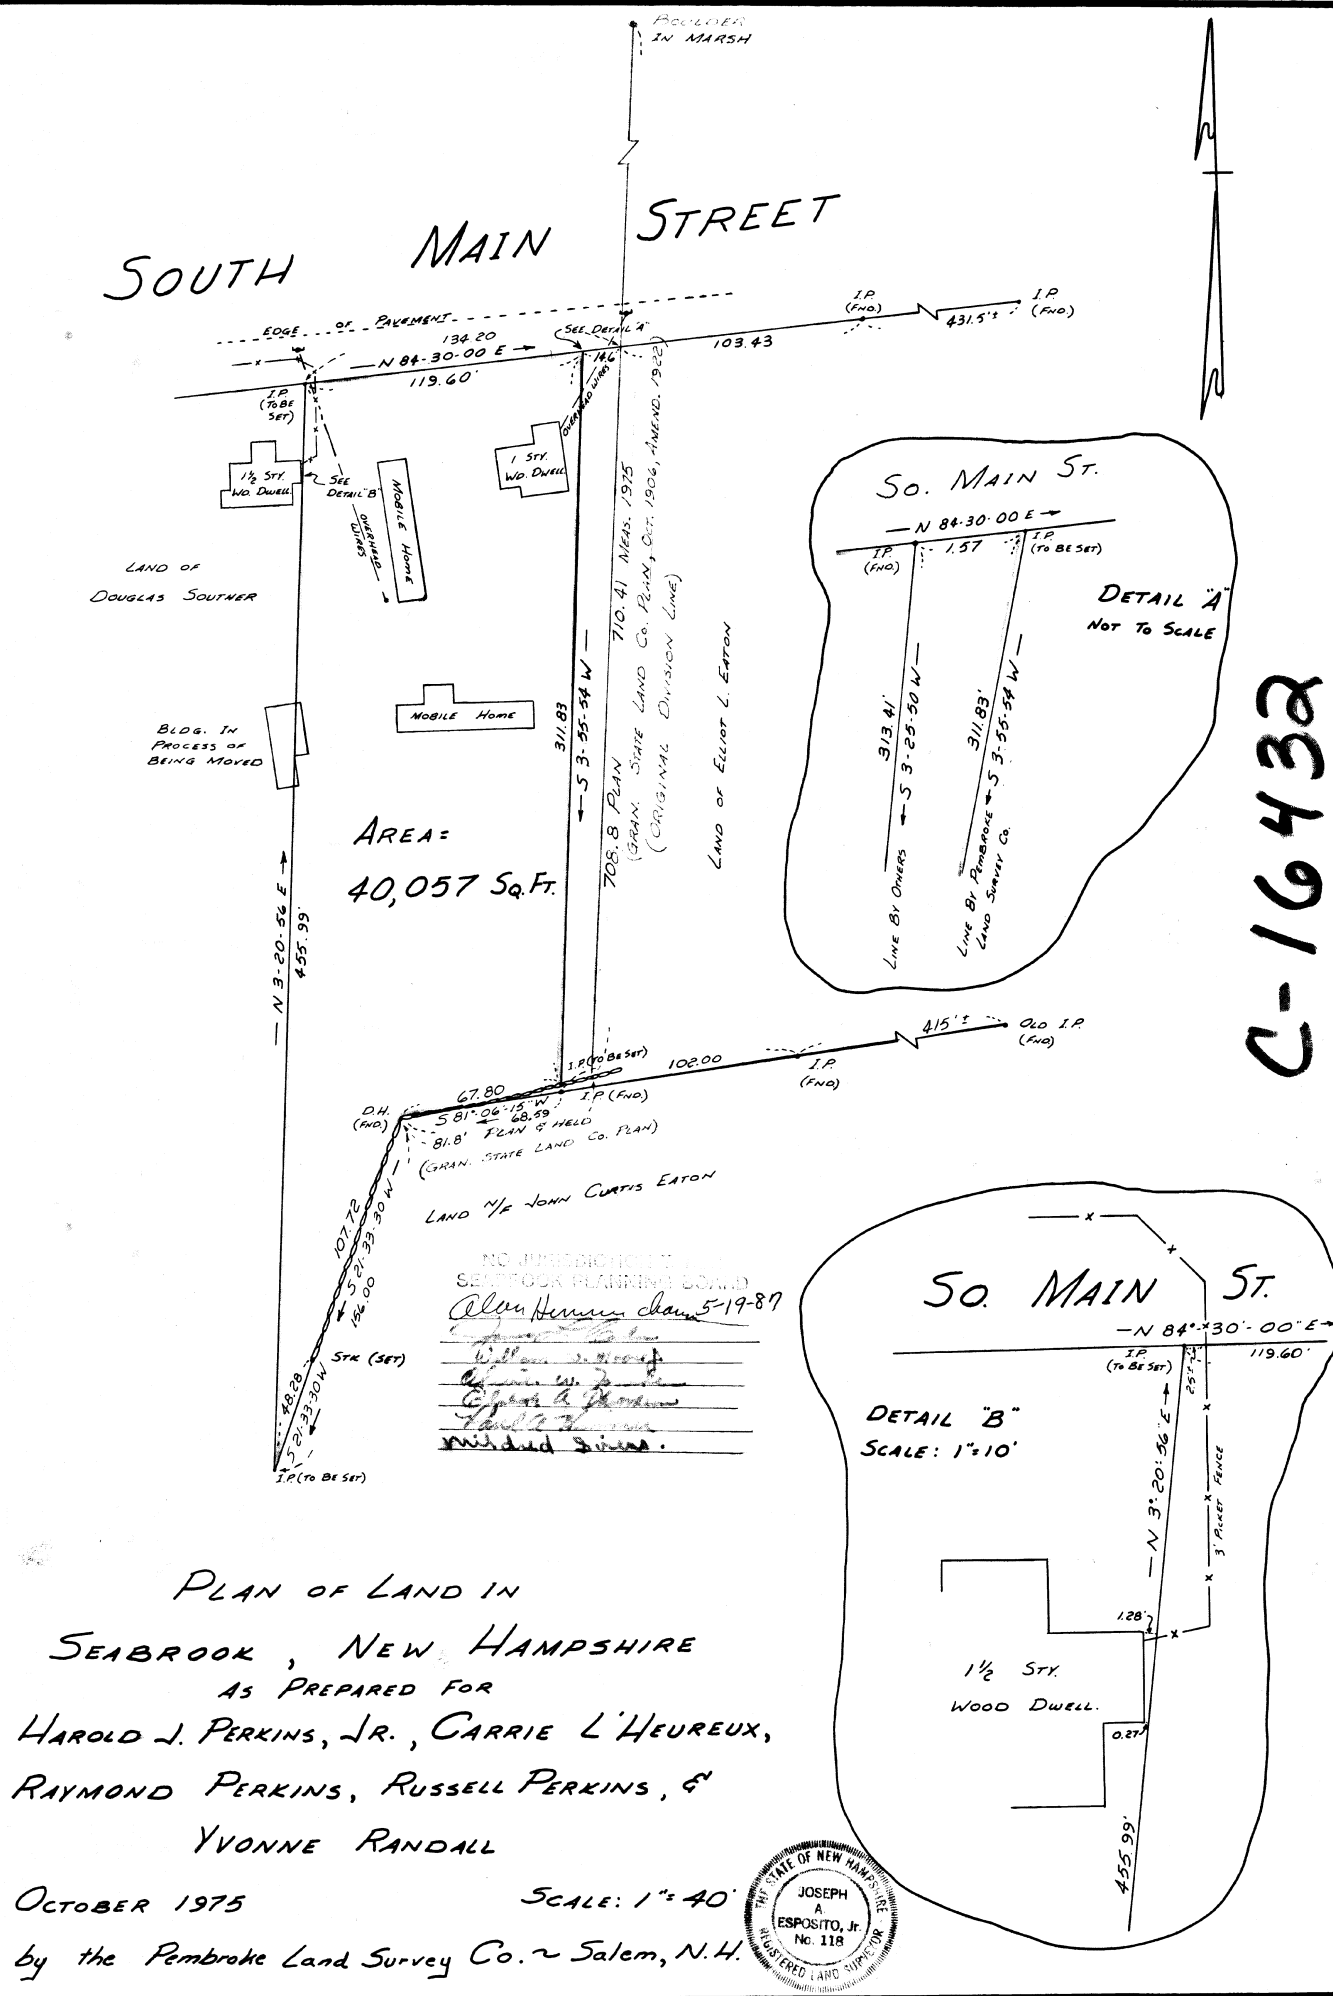 BOULDER
IN MARSH
SOUTH MAIN STREET
EDGE OF PAVEMENT
134.20
N 84-30-00 E
119.60'
SEE DETAIL "A"
14.6
103.43
I.P.
(FND.)
431.5'±
I.P.
(FND.)
I.P.
(TO BE
SET)
OVERHEAD WIRES
1½ STY.
WD. DWELL.
SEE
DETAIL "B"
OVERHEAD
WIRES
MOBILE HOME
1 STY.
WD. DWELL.
LAND OF
DOUGLAS SOUTHER
BLDG. IN
PROCESS OF
BEING MOVED
MOBILE HOME
AREA=
40,057 SQ. FT.
N 3-20-56 E
455.99'
311.83
S 3-55-54 W
708.8 PLAN 710.41 MEAS. 1975
(GRAN. STATE LAND CO. PLAN, OCT. 1906, AMEND. 1922)
(ORIGINAL DIVISION LINE)
LAND OF ELLIOT L. EATON
SO. MAIN ST.
N 84-30-00 E
I.P.
(FND.)
1.57
I.P.
(TO BE SET)
DETAIL "A"
NOT TO SCALE
313.41'
S 3-25-50 W
LINE BY OTHERS
311.83'
S 3-55-54 W
LINE BY PEMBROKE
LAND SURVEY CO.
C-16432
I.P. (TO BE SET)
102.00
415'±
OLD I.P.
(FND)
I.P.
(FND)
D.H.
(FND.)
67.80
S 81°-06'-15" W
68.59
I.P. (FND.)
81.8' PLAN & HELD
(GRAN. STATE LAND CO. PLAN)
LAND N/F JOHN CURTIS EATON
107.72
S 21-33-30 W
156.00
STK (SET)
48.28
S 21-33-30 W
I.P. (TO BE SET)
NO JURISDICTION
SEABROOK PLANNING BOARD
5-19-87
SO. MAIN ST.
N 84°-30'-00" E
I.P.
(TO BE SET)
2.5'±
119.60'
DETAIL "B"
SCALE: 1"=10'
N 3°-20'-56" E
3' PICKET FENCE
1.28'
1½ STY.
WOOD DWELL.
0.27'
455.99'
PLAN OF LAND IN
SEABROOK, NEW HAMPSHIRE
AS PREPARED FOR
HAROLD J. PERKINS, JR., CARRIE L'HEUREUX,
RAYMOND PERKINS, RUSSELL PERKINS, &
YVONNE RANDALL
OCTOBER 1975 SCALE: 1"=40'
by the Pembroke Land Survey Co. ~ Salem, N.H.
THE STATE OF NEW HAMPSHIRE
JOSEPH
A.
ESPOSITO, Jr.
No. 118
REGISTERED LAND SURVEYOR